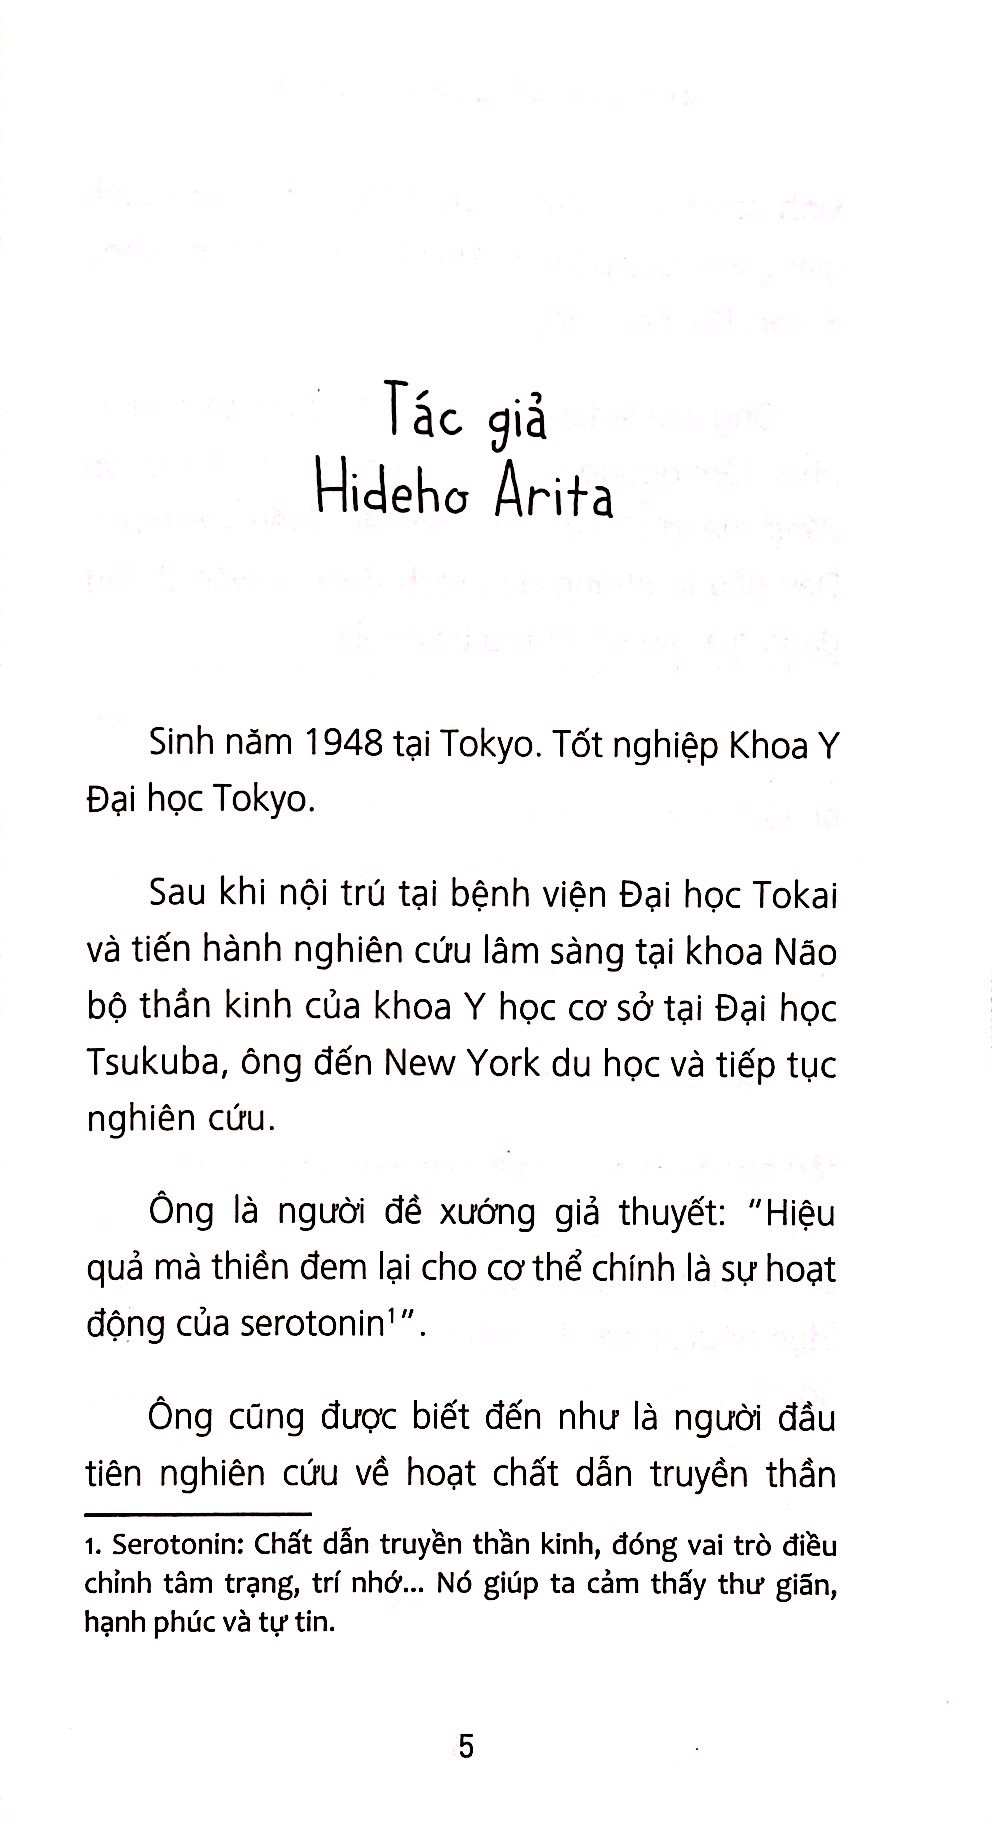 Tác giả
Hideho Arita
Sinh năm 1948 tại Tokyo. Tốt nghiệp Khoa Y
Đại học Tokyo.
Sau khi nội trú tại bệnh viện Đại học Tokai
và tiến hành nghiên cứu lâm sàng tại khoa Não
bộ thần kinh của khoa Y học cơ sở tại Đại học
Tsukuba, ông đến New York du học và tiếp tục
nghiên cứu.
Ông là người đề xướng giả thuyết: "Hiệu
quả mà thiền đem lại cho cơ thể chính là sự hoạt
động của serotonin¹".
Ông cũng được biết đến như là người đầu
tiên nghiên cứu về hoạt chất dẫn truyền thần
1. Serotonin: Chất dẫn truyền thần kinh, đóng vai trò điều
chỉnh tâm trạng, trí nhớ... Nó giúp ta cảm thấy thư giãn,
hạnh phúc và tự tin.
5